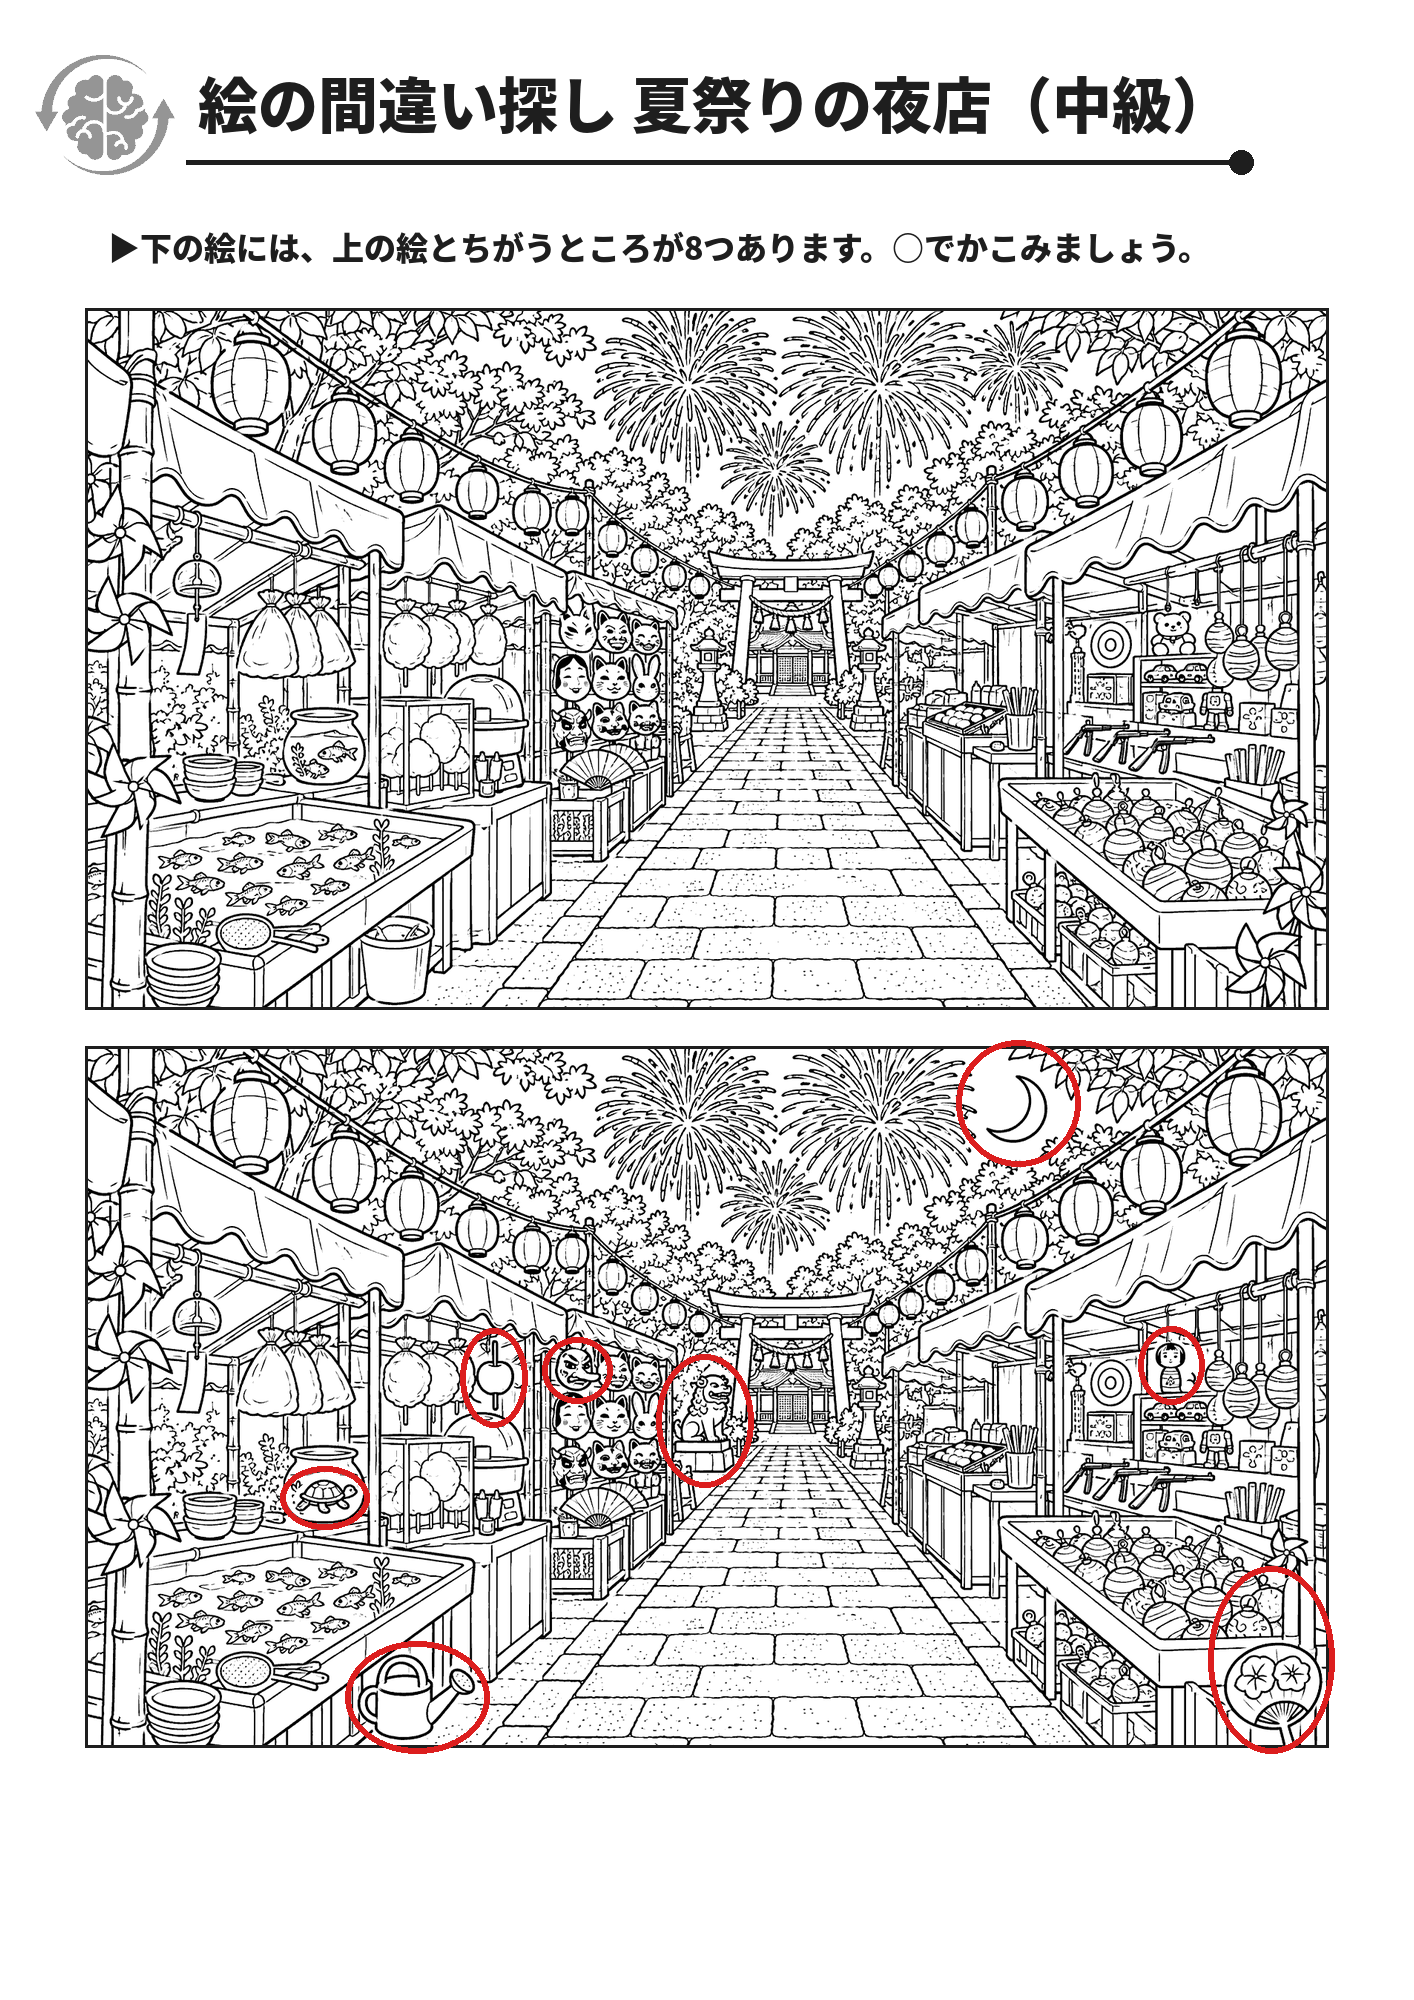 絵の間違い探し 夏祭りの夜店（中級）
▶下の絵には、上の絵とちがうところが8つあります。○でかこみましょう。